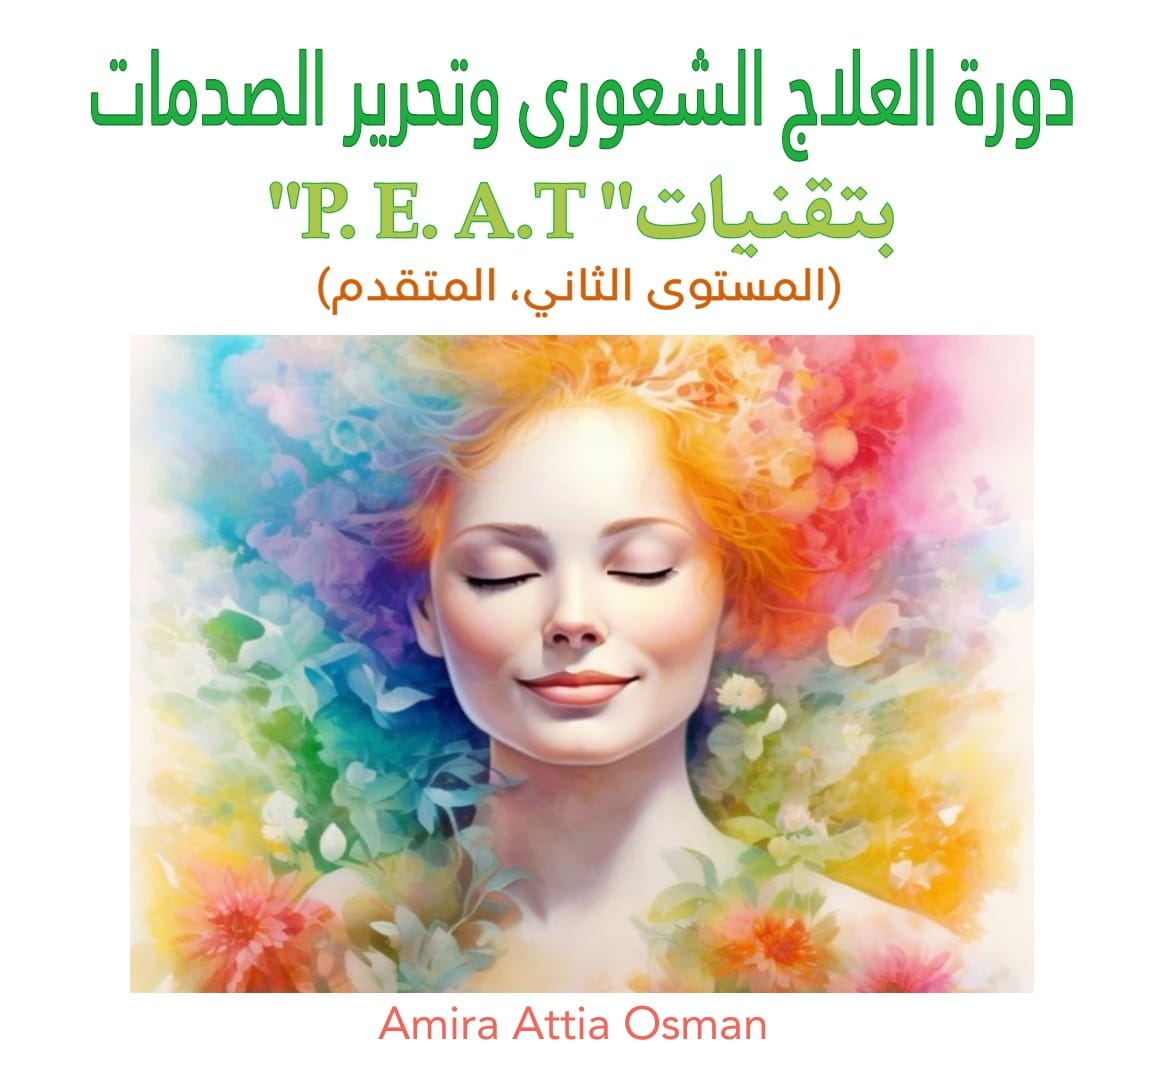 دورة العلاج الشعورى وتحرير الصدمات
بتقنيات" P. E. A.T"
(المستوى الثاني، المتقدم)
Amira Attia Osman